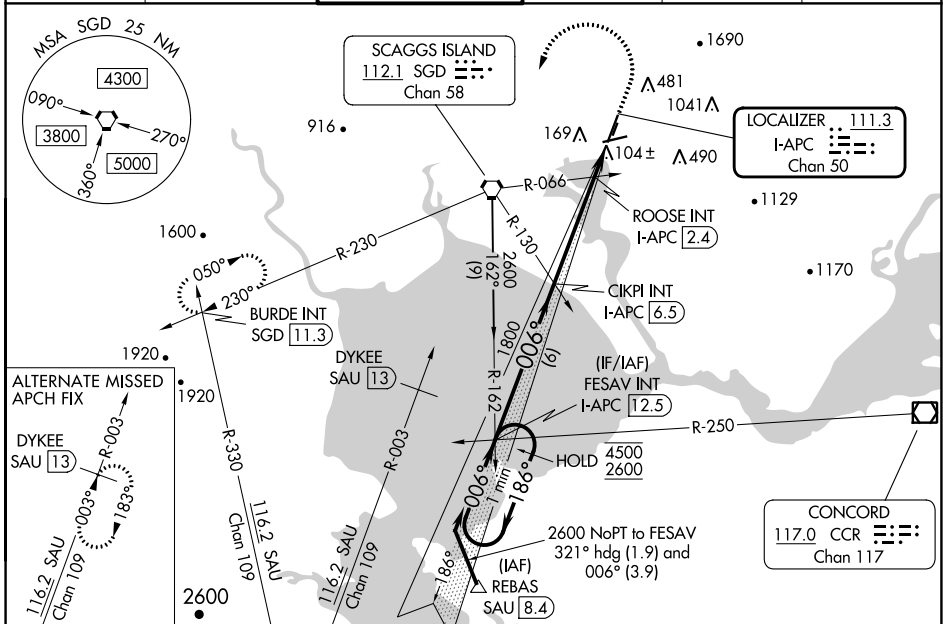 MSA SGD 25 NM
4300
090°
3800
270°
5000
360°
SCAGGS ISLAND
112.1 SGD
Chan 58
1690
481
1041
916
169
104±
490
LOCALIZER 111.3
I-APC
Chan 50
R-066
ROOSE INT
I-APC 2.4
1129
1600
R-230
R-130
2600
162°
(9)
1170
050°
230°
BURDE INT
SGD 11.3
CIKPI INT
I-APC 6.5
1800
006°
(6)
1920
DYKEE
SAU 13
R-162
(IF/IAF)
FESAV INT
I-APC 12.5
ALTERNATE MISSED
APCH FIX
1920
R-003
DYKEE
SAU 13
R-003
R-250
R-330
HOLD 4500
2600
006°
1 min
186°
003°
183°
CONCORD
117.0 CCR
Chan 117
116.2 SAU
Chan 109
116.2 SAU
Chan 109
116.2 SAU
Chan 109
2600 NoPT to FESAV
321° hdg (1.9) and
006° (3.9)
186°
(IAF)
REBAS
SAU 8.4
2600